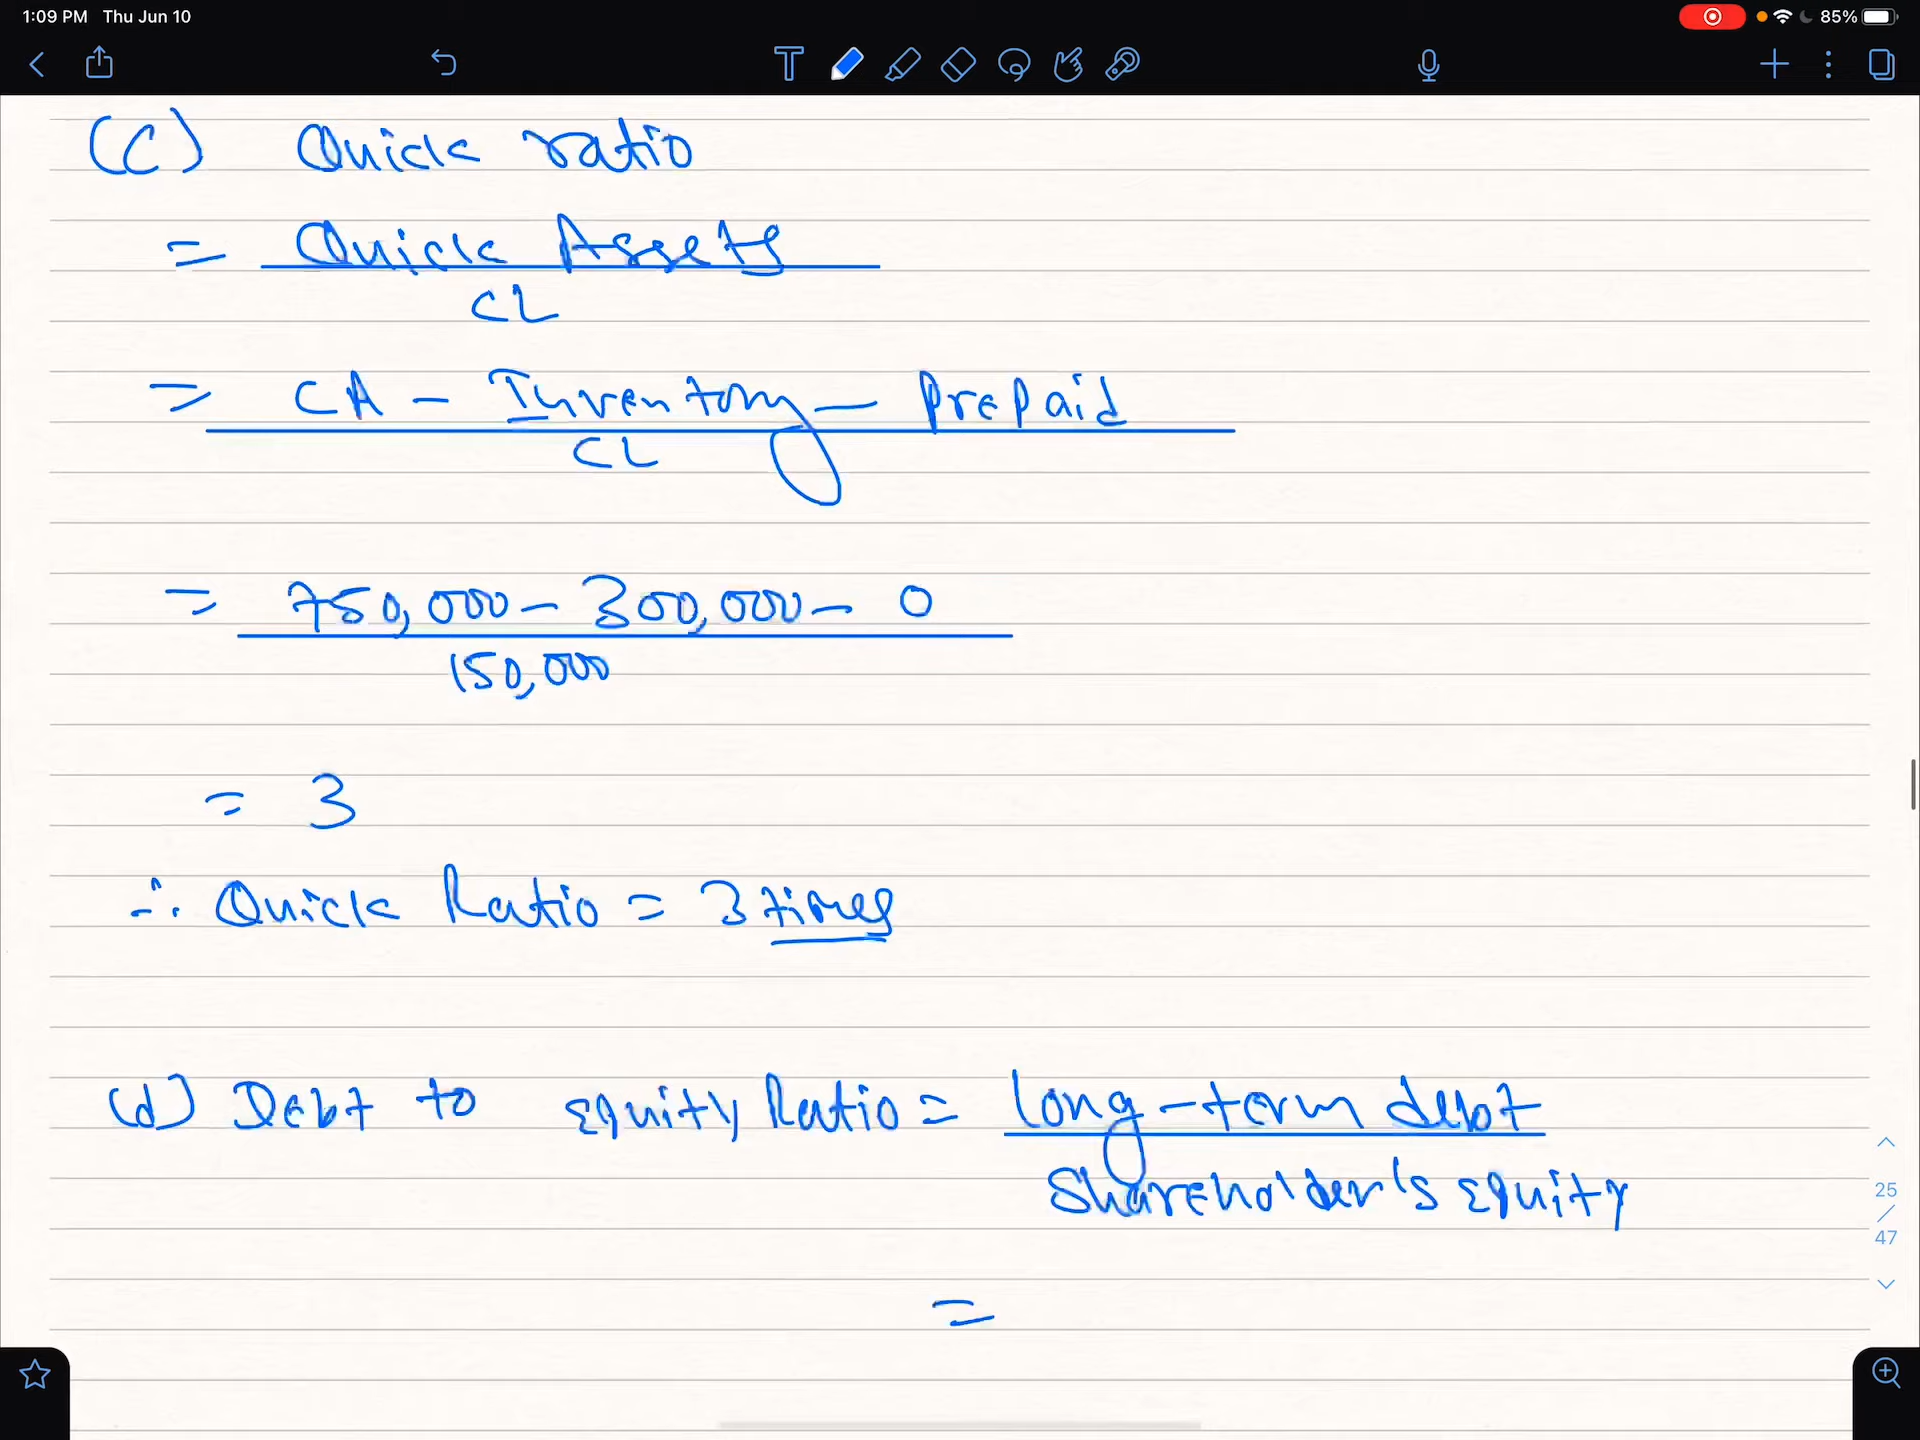 1:09 PM Thu Jun 10 85%
(C) Quick ratio
= Quick Assets
CL
= CA - Inventory - Prepaid
CL
= 750,000 - 300,000 - 0
150,000
= 3
∴ Quick Ratio = 3 times
(d) Debt to equity Ratio = long-term debt
Shareholder's equity
25
/
47
=